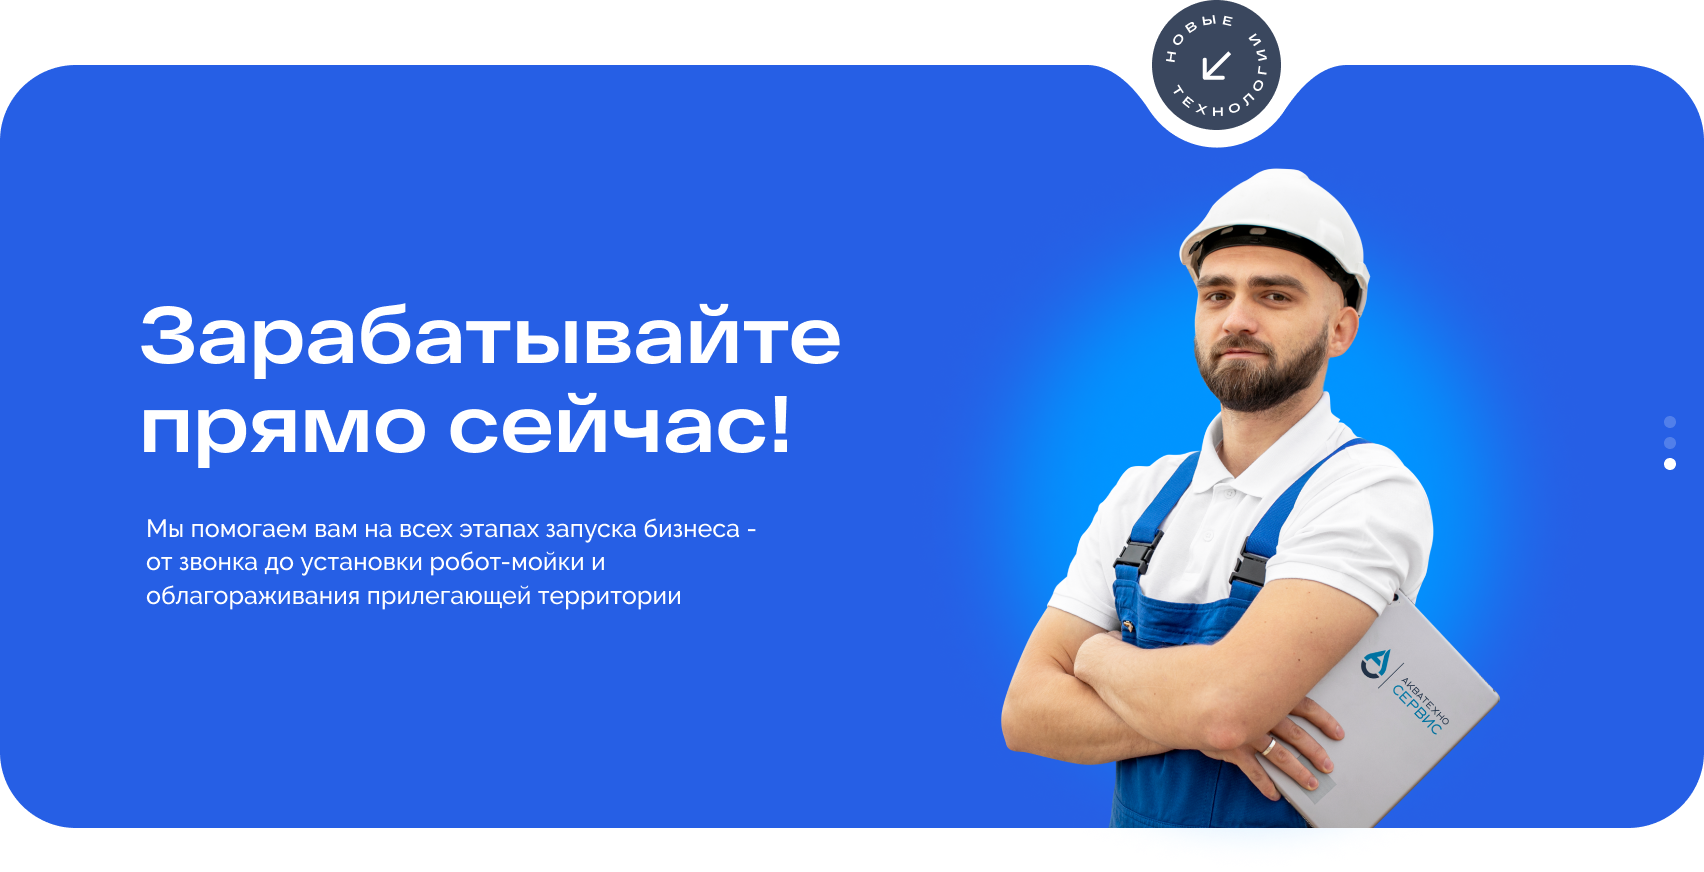 НОВЫЕ ТЕХНОЛОГИИ
Зарабатывайте
прямо сейчас!
Мы помогаем вам на всех этапах запуска бизнеса -
от звонка до установки робот-мойки и
облагораживания прилегающей территории
АКВАТЕХНО
СЕРВИС